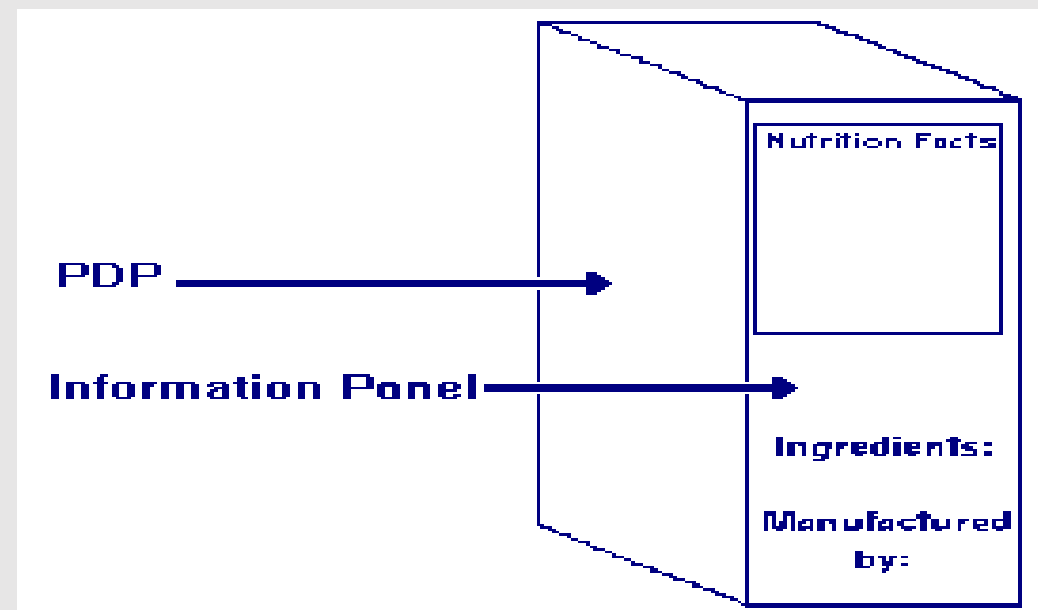 Nutrition Facts
PDP
Information Panel
Ingredients:
Manufactured
by: